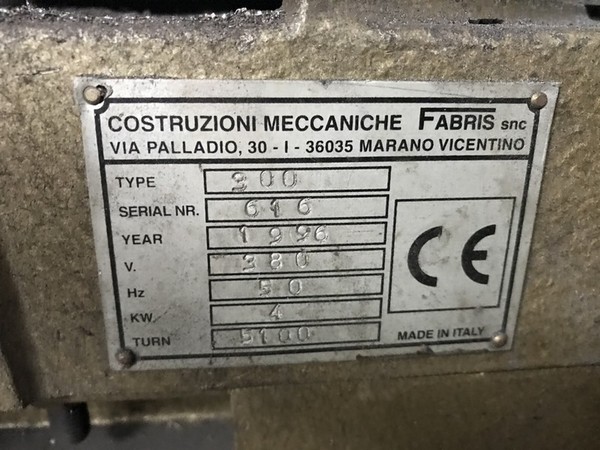 COSTRUZIONI MECCANICHE FABRIS snc
VIA PALLADIO, 30 - I - 36035 MARANO VICENTINO
TYPE 300
SERIAL NR. 616
YEAR 1996
V. 380
Hz 50
KW 4
TURN 5100
CE
MADE IN ITALY